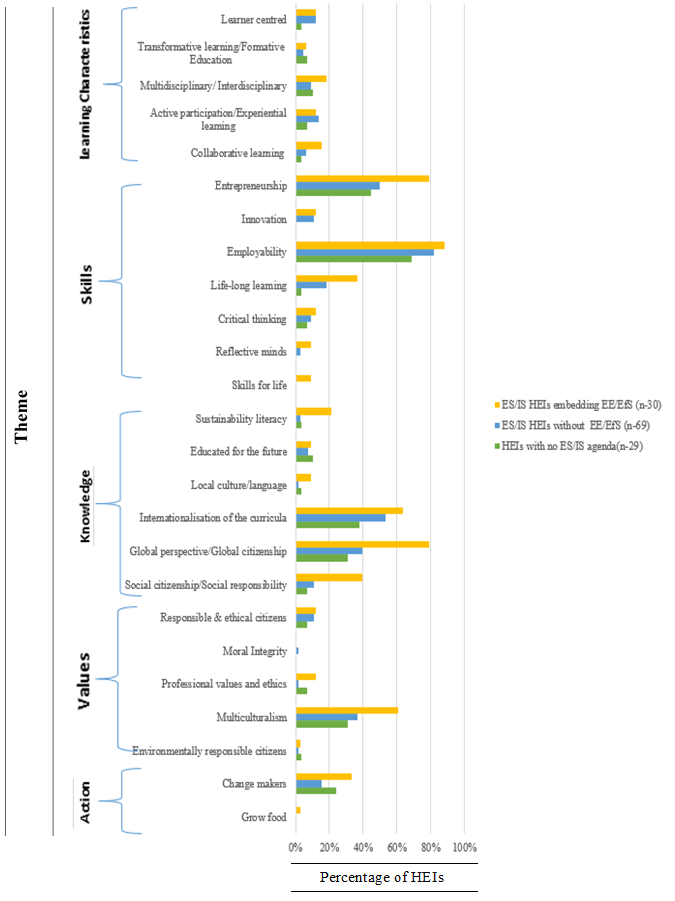 Theme
Learning Characteristics
Learner centred
Transformative learning/Formative
Education
Multidisciplinary/ Interdisciplinary
Active participation/Experiential
learning
Collaborative learning
Skills
Entrepreneurship
Innovation
Employability
Life-long learning
Critical thinking
Reflective minds
Skills for life
Knowledge
Sustainability literacy
Educated for the future
Local culture/language
Internationalisation of the curricula
Global perspective/Global citizenship
Social citizenship/Social responsibility
Values
Responsible & ethical citizens
Moral Integrity
Professional values and ethics
Multiculturalism
Environmentally responsible citizens
Action
Change makers
Grow food
0% 20% 40% 60% 80% 100%
Percentage of HEIs
ES/IS HEIs embedding EE/EfS (n-30)
ES/IS HEIs without EE/EfS (n-69)
HEIs with no ES/IS agenda(n-29)